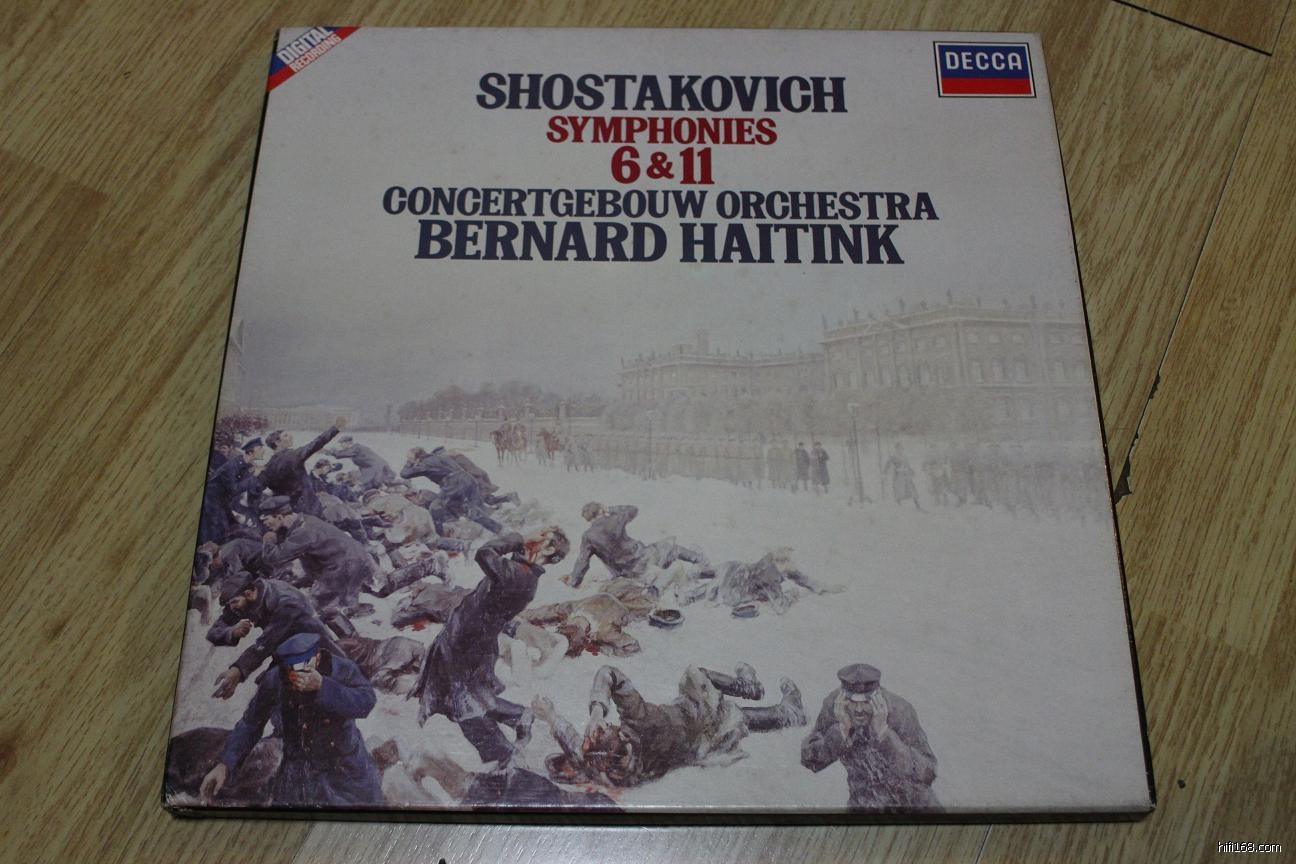 DIGITAL
RECORDING
DECCA
SHOSTAKOVICH
SYMPHONIES
6 & 11
CONCERTGEBOUW ORCHESTRA
BERNARD HAITINK
hifi168.com